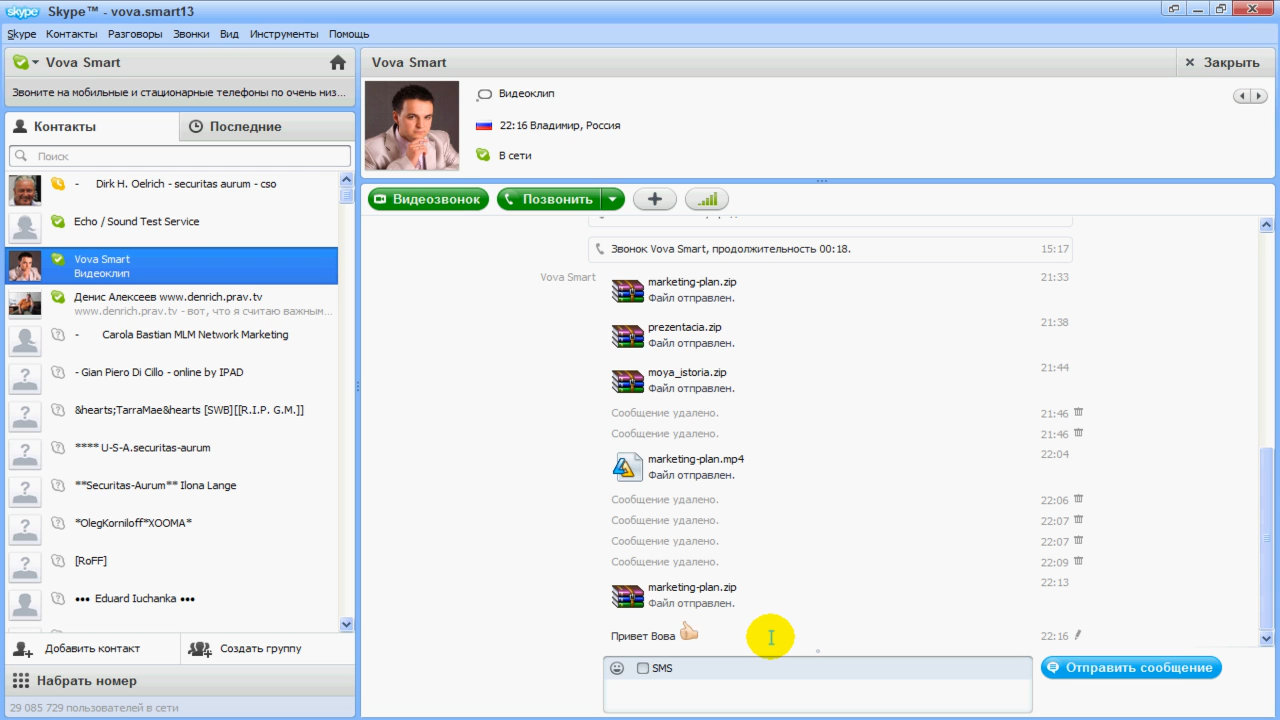 skype Skype™ - vova.smart13
Skype Контакты Разговоры Звонки Вид Инструменты Помощь
Vova Smart
Звоните на мобильные и стационарные телефоны по очень низ...
Контакты
Последние
Поиск
- Dirk H. Oelrich - securitas aurum - cso
Echo / Sound Test Service
Vova Smart
Видеоклип
Денис Алексеев www.denrich.prav.tv
www.denrich.prav.tv - вот, что я считаю важным...
- Carola Bastian MLM Network Marketing
- Gian Piero Di Cillo - online by IPAD
&hearts;TarraMae&hearts [SWB][[R.I.P. G.M.]]
**** U-S-A.securitas-aurum
**Securitas-Aurum** Ilona Lange
*OlegKorniloff*XOOMA*
[RoFF]
••• Eduard Iuchanka •••
Добавить контакт
Создать группу
Набрать номер
29 085 729 пользователей в сети
Vova Smart
× Закрыть
Видеоклип
22:16 Владимир, Россия
В сети
Видеозвонок
Позвонить
Звонок Vova Smart, продолжительность 00:18. 15:17
Vova Smart
marketing-plan.zip 21:33
Файл отправлен.
prezentacia.zip 21:38
Файл отправлен.
moya_istoria.zip 21:44
Файл отправлен.
Сообщение удалено. 21:46
Сообщение удалено. 21:46
marketing-plan.mp4 22:04
Файл отправлен.
Сообщение удалено. 22:06
Сообщение удалено. 22:07
Сообщение удалено. 22:07
Сообщение удалено. 22:09
marketing-plan.zip 22:13
Файл отправлен.
Привет Вова 22:16
SMS
Отправить сообщение